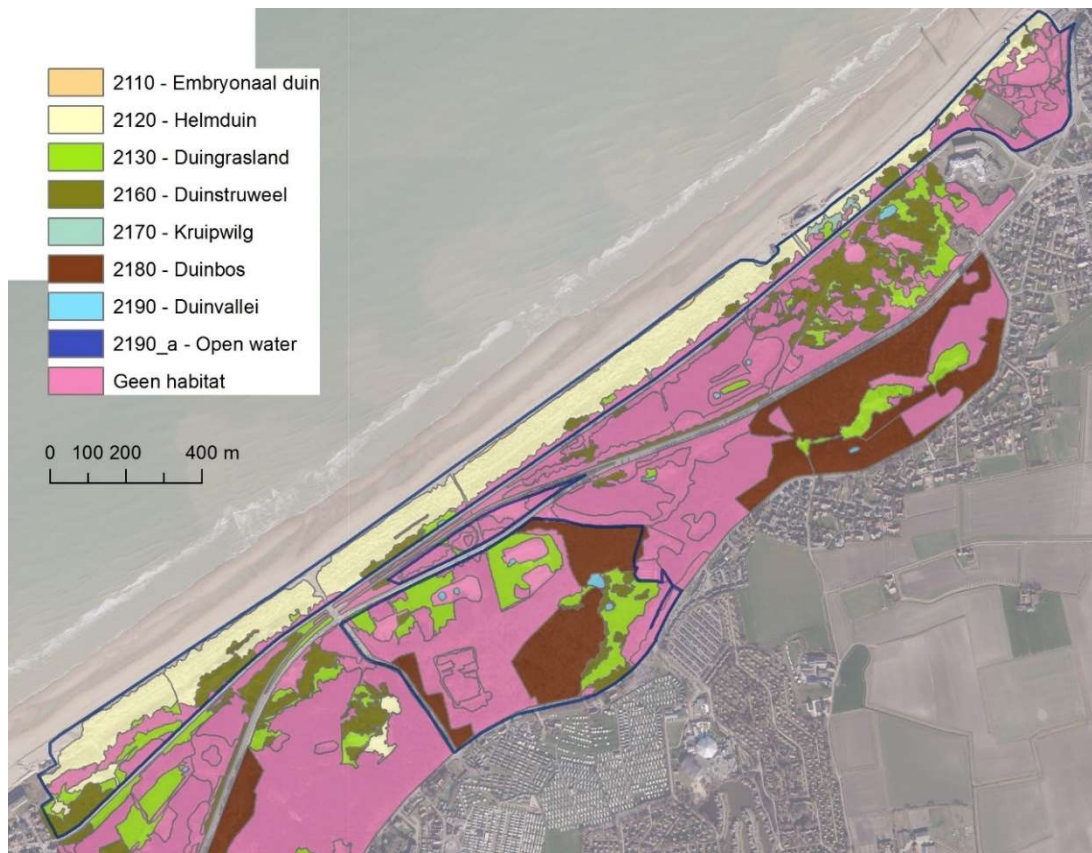 2110 - Embryonaal duin
2120 - Helmduin
2130 - Duingrasland
2160 - Duinstruweel
2170 - Kruipwilg
2180 - Duinbos
2190 - Duinvallei
2190_a - Open water
Geen habitat
0 100 200 400 m